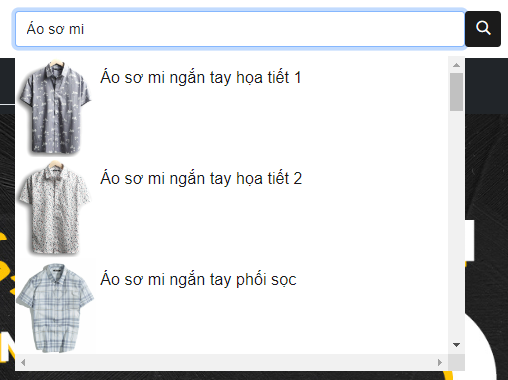 Áo sơ mi
Áo sơ mi ngắn tay họa tiết 1
Áo sơ mi ngắn tay họa tiết 2
Áo sơ mi ngắn tay phối sọc